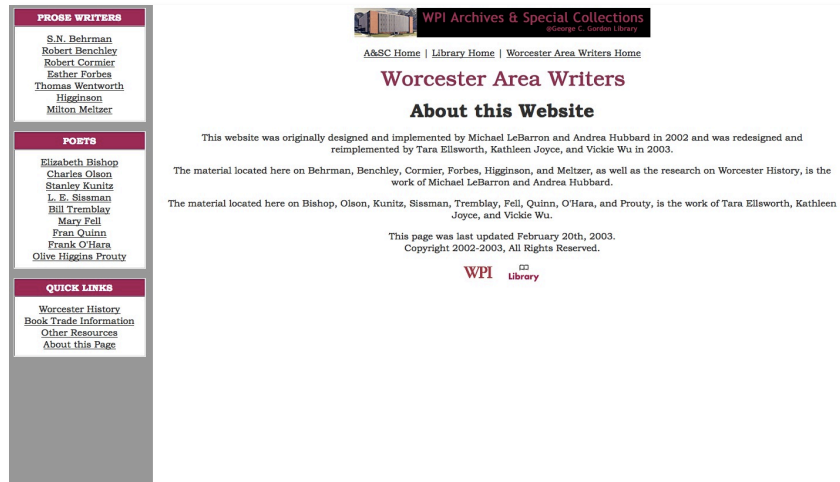 PROSE WRITERS
S.N. Behrman
Robert Benchley
Robert Cormier
Esther Forbes
Thomas Wentworth
Higginson
Milton Meltzer
POETS
Elizabeth Bishop
Charles Olson
Stanley Kunitz
L. E. Sissman
Bill Tremblay
Mary Fell
Fran Quinn
Frank O'Hara
Olive Higgins Prouty
QUICK LINKS
Worcester History
Book Trade Information
Other Resources
About this Page
WPI Archives & Special Collections
@George C. Gordon Library
A&SC Home | Library Home | Worcester Area Writers Home
Worcester Area Writers
About this Website
This website was originally designed and implemented by Michael LeBarron and Andrea Hubbard in 2002 and was redesigned and
reimplemented by Tara Ellsworth, Kathleen Joyce, and Vickie Wu in 2003.
The material located here on Behrman, Benchley, Cormier, Forbes, Higginson, and Meltzer, as well as the research on Worcester History, is the
work of Michael LeBarron and Andrea Hubbard.
The material located here on Bishop, Olson, Kunitz, Sissman, Tremblay, Fell, Quinn, O'Hara, and Prouty, is the work of Tara Ellsworth, Kathleen
Joyce, and Vickie Wu.
This page was last updated February 20th, 2003.
Copyright 2002-2003, All Rights Reserved.
WPI Library